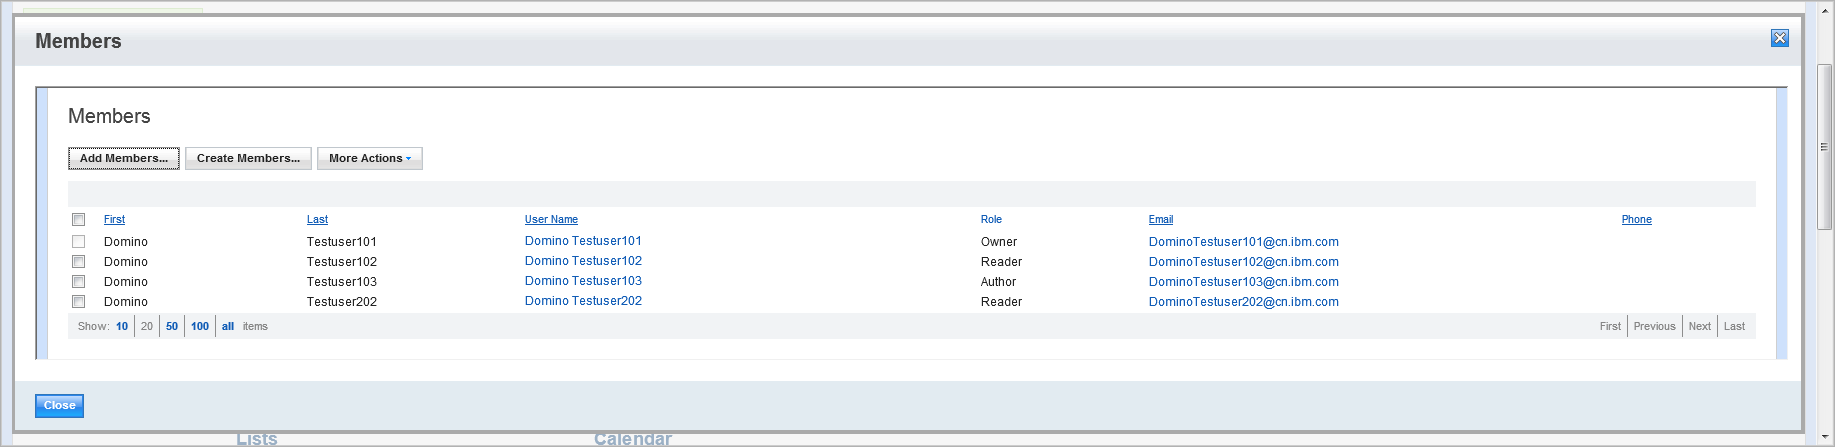 Members
Members
Add Members... Create Members... More Actions
First Last User Name Role Email Phone
Domino Testuser101 Domino Testuser101 Owner DominoTestuser101@cn.ibm.com
Domino Testuser102 Domino Testuser102 Reader DominoTestuser102@cn.ibm.com
Domino Testuser103 Domino Testuser103 Author DominoTestuser103@cn.ibm.com
Domino Testuser202 Domino Testuser202 Reader DominoTestuser202@cn.ibm.com
Show: 10 20 50 100 all items First Previous Next Last
Close
Lists Calendar